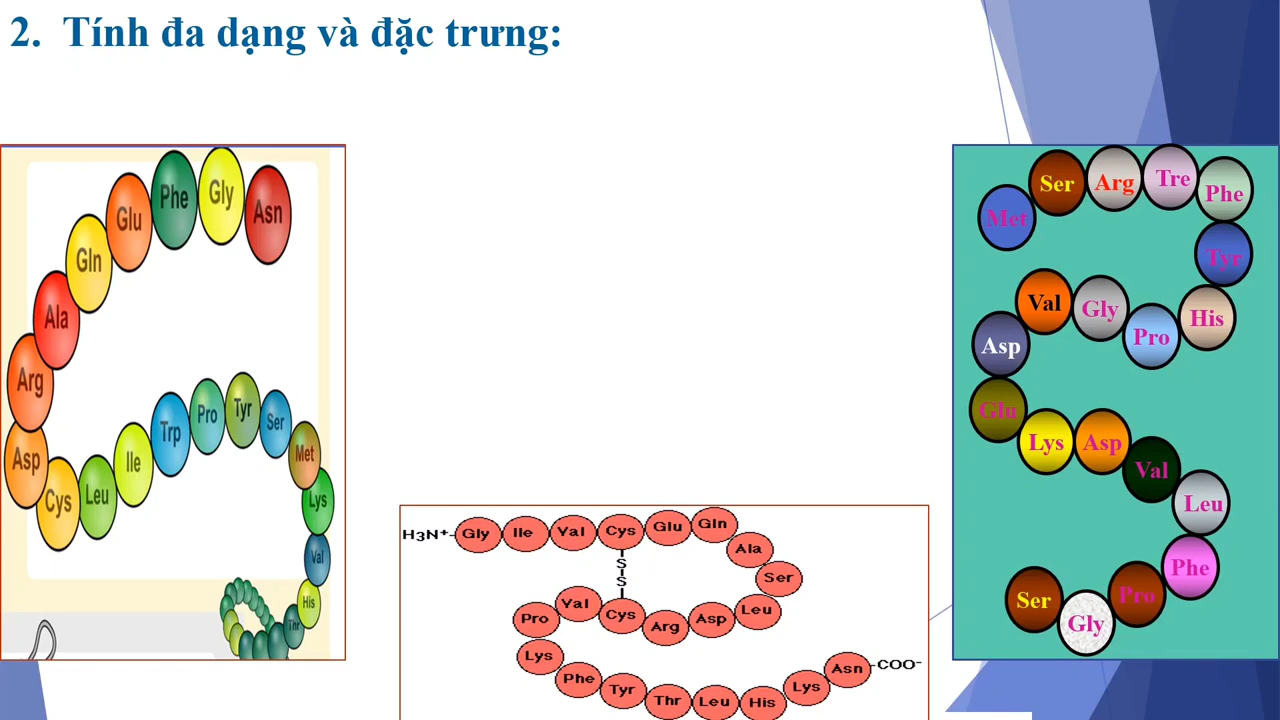 2. Tính đa dạng và đặc trưng:
Asn
Gly
Phe
Glu
Gln
Ala
Arg
Asp
Cys
Leu
Ile
Trp
Pro
Tyr
Ser
Met
Lys
Val
His
Thr
H3N⁺-Gly Ile Val Cys Glu Gln
Ala
Ser
S
S
Pro Val Cys Arg Asp Leu
Lys
Phe Tyr Thr Leu His Lys Asn-COO⁻
Met
Ser
Arg
Tre
Phe
Tyr
His
Pro
Gly
Val
Asp
Glu
Lys
Asp
Val
Leu
Phe
Pro
Gly
Ser